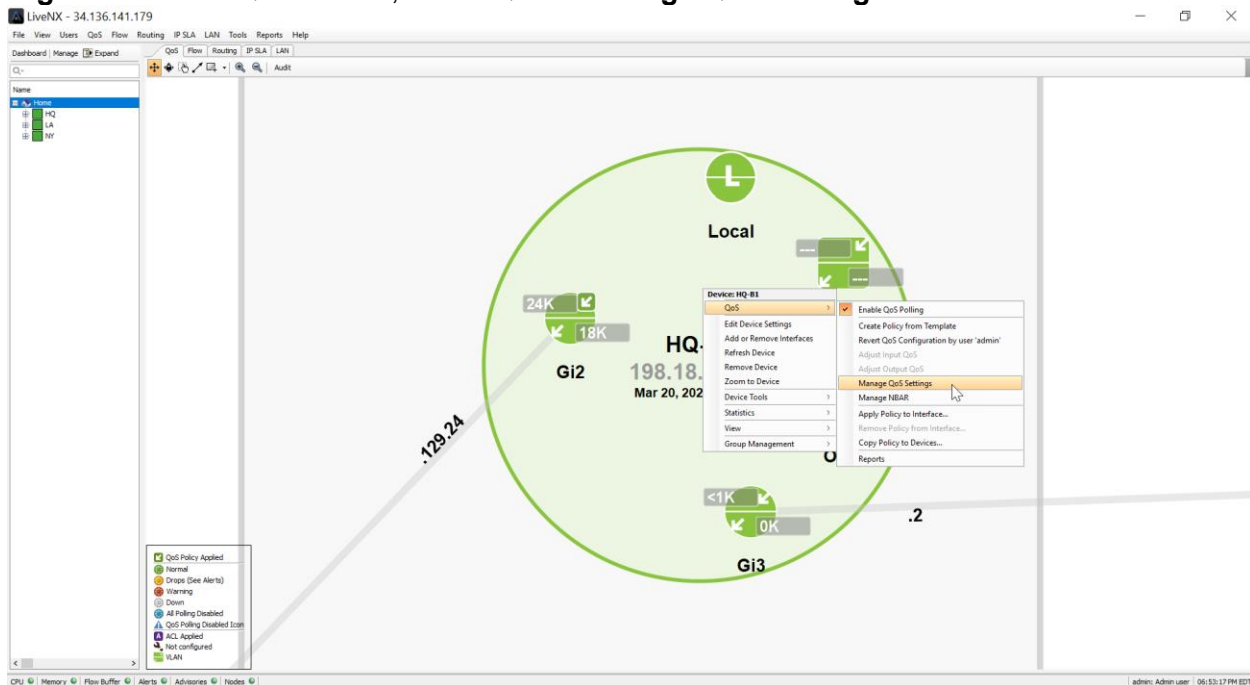 LiveNX - 34.136.141.179
File View Users QoS Flow Routing IP SLA LAN Tools Reports Help
Dashboard Manage Expand
QoS Flow Routing IP SLA LAN
Audit
Name
Home
HQ
LA
NY
L
Local
24K
18K
Gi2
HQ-
198.18.
Mar 20, 202
---
---
Device: HQ-B1
QoS
Edit Device Settings
Add or Remove Interfaces
Refresh Device
Remove Device
Zoom to Device
Device Tools
Statistics
View
Group Management
Enable QoS Polling
Create Policy from Template
Revert QoS Configuration by user 'admin'
Adjust Input QoS
Adjust Output QoS
Manage QoS Settings
Manage NBAR
Apply Policy to Interface...
Remove Policy from Interface...
Copy Policy to Devices...
Reports
.129.24
<1K
0K
Gi3
.2
QoS Policy Applied
Normal
Drops (See Alerts)
Warning
Down
All Polling Disabled
QoS Polling Disabled Icon
ACL Applied
Not configured
VLAN
CPU Memory Flow Buffer Alerts Advisories Nodes
admin: Admin user 06:53:17 PM EDT